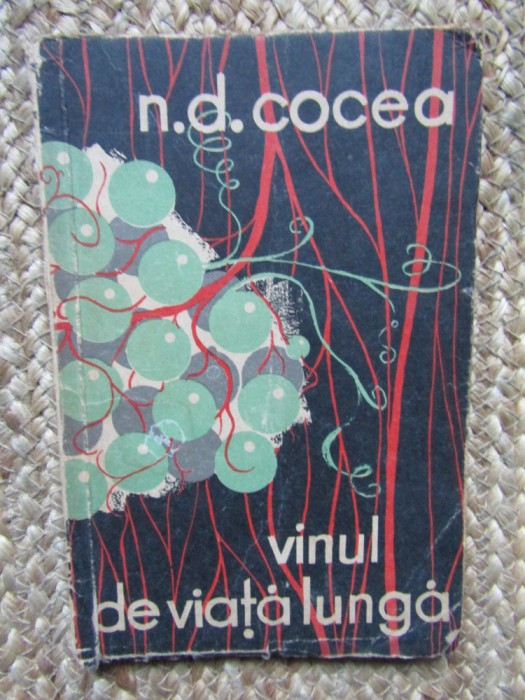 n.d. cocea
vinul
de viață lungă